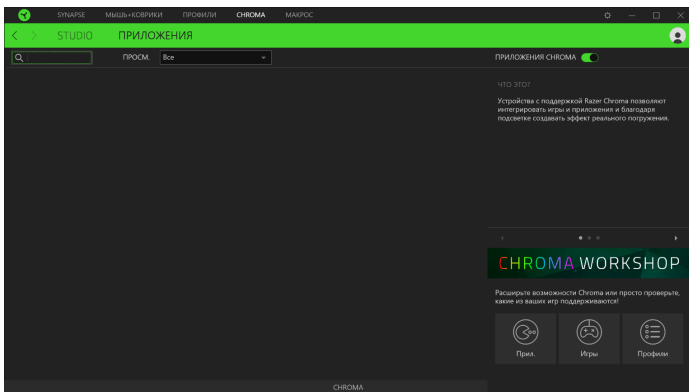 SYNAPSE МЫШЬ+КОВРИКИ ПРОФИЛИ CHROMA МАКРОС
STUDIO ПРИЛОЖЕНИЯ
ПРОСМ. Все ПРИЛОЖЕНИЯ CHROMA
ЧТО ЭТО?
Устройства с поддержкой Razer Chroma позволяют
интегрировать игры и приложения и благодаря
подсветке создавать эффект реального погружения.
CHROMA WORKSHOP
Расширьте возможности Chroma или просто проверьте,
какие из ваших игр поддерживаются!
Прил. Игры Профили
CHROMA